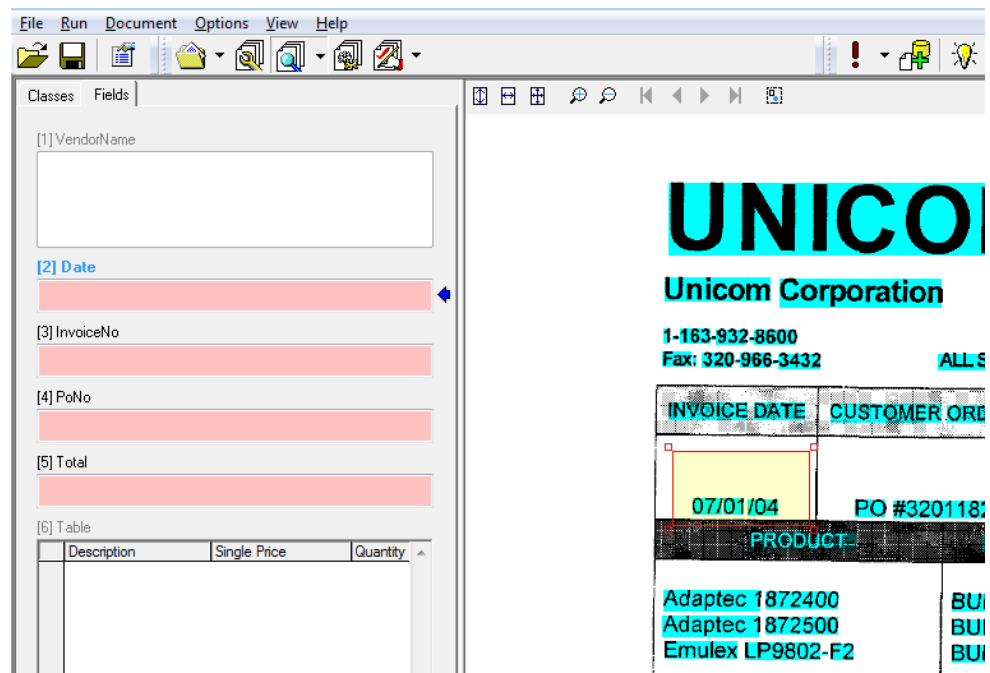 File Run Document Options View Help
Classes Fields
[1] VendorName
[2] Date
[3] InvoiceNo
[4] PoNo
[5] Total
[6] Table
Description Single Price Quantity
UNICO
Unicom Corporation
1-163-932-8600
Fax: 320-966-3432 ALL S
INVOICE DATE CUSTOMER ORD
07/01/04 PO #3201182
PRODUCT
Adaptec 1872400 BU
Adaptec 1872500 BU
Emulex LP9802-F2 BU